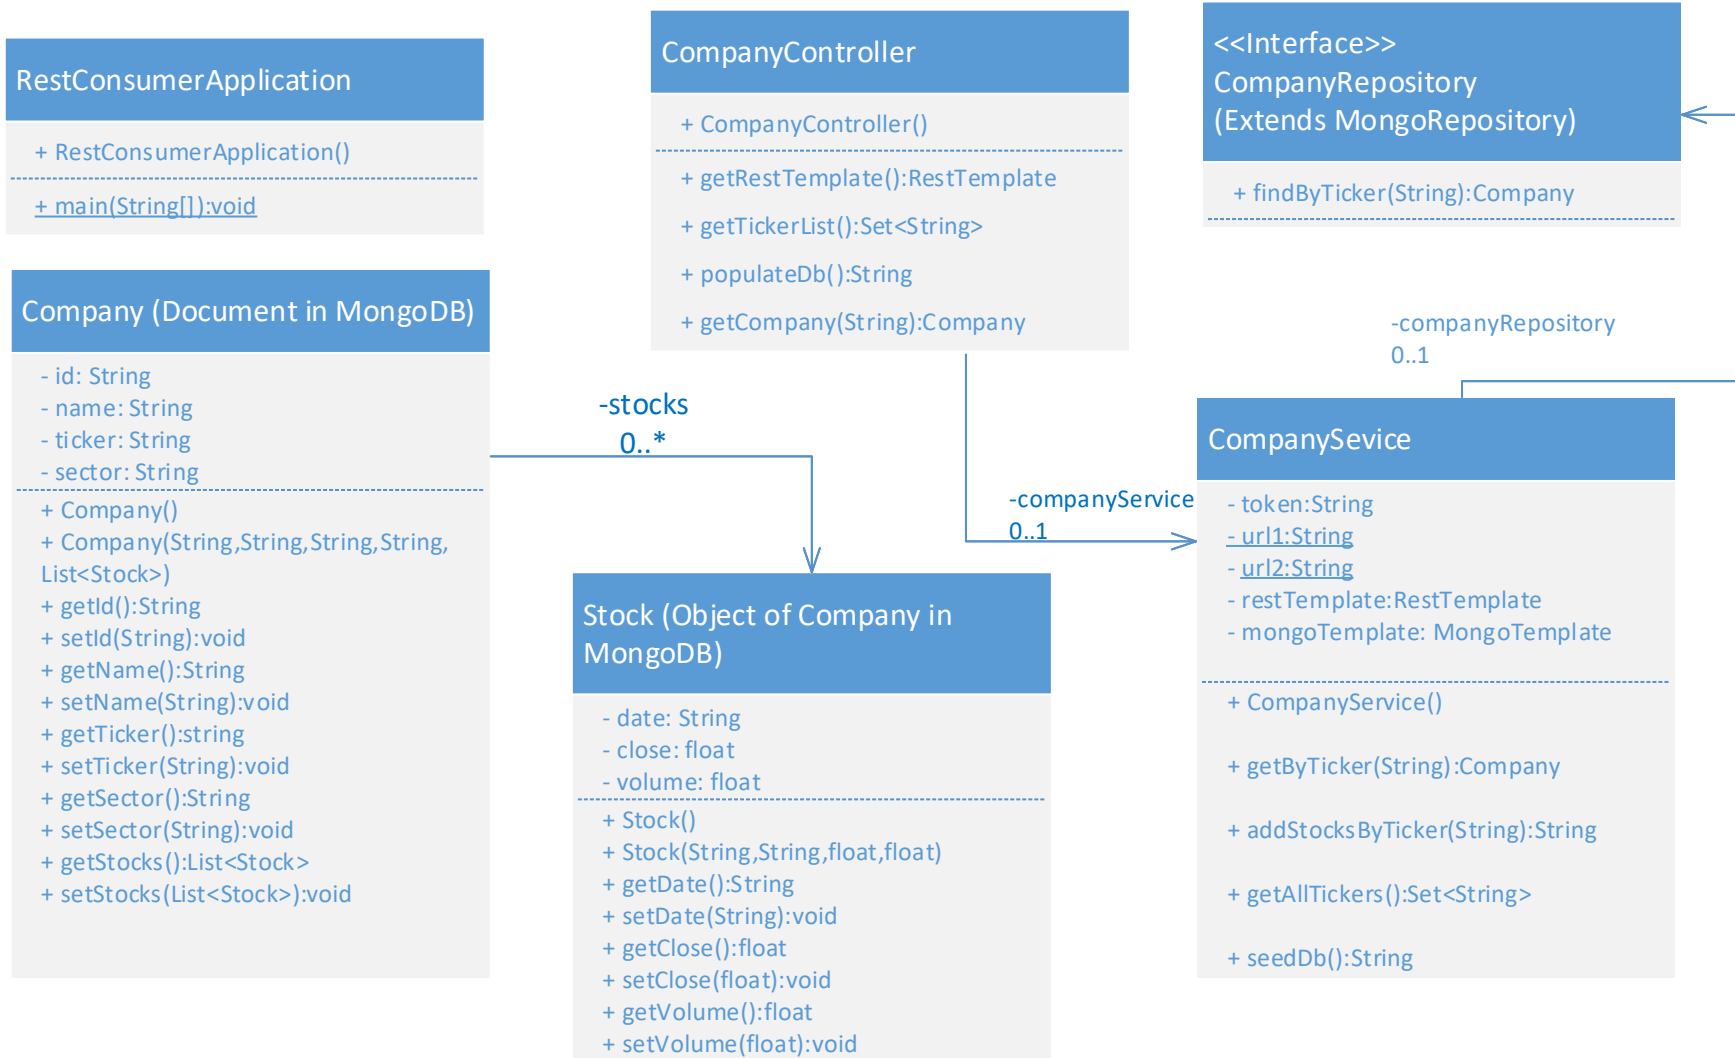 RestConsumerApplication
+ RestConsumerApplication()
+ main(String[]):void
Company (Document in MongoDB)
- id: String
- name: String
- ticker: String
- sector: String
+ Company()
+ Company(String,String,String,String,
List<Stock>)
+ getId():String
+ setId(String):void
+ getName():String
+ setName(String):void
+ getTicker():string
+ setTicker(String):void
+ getSector():String
+ setSector(String):void
+ getStocks():List<Stock>
+ setStocks(List<Stock>):void
-stocks
0..*
CompanyController
+ CompanyController()
+ getRestTemplate():RestTemplate
+ getTickerList():Set<String>
+ populateDb():String
+ getCompany(String):Company
Stock (Object of Company in
MongoDB)
- date: String
- close: float
- volume: float
+ Stock()
+ Stock(String,String,float,float)
+ getDate():String
+ setDate(String):void
+ getClose():float
+ setClose(float):void
+ getVolume():float
+ setVolume(float):void
-companyService
0..1
<<Interface>>
CompanyRepository
(Extends MongoRepository)
+ findByTicker(String):Company
-companyRepository
0..1
CompanySevice
- token:String
- url1:String
- url2:String
- restTemplate:RestTemplate
- mongoTemplate: MongoTemplate
+ CompanyService()
+ getByTicker(String):Company
+ addStocksByTicker(String):String
+ getAllTickers():Set<String>
+ seedDb():String